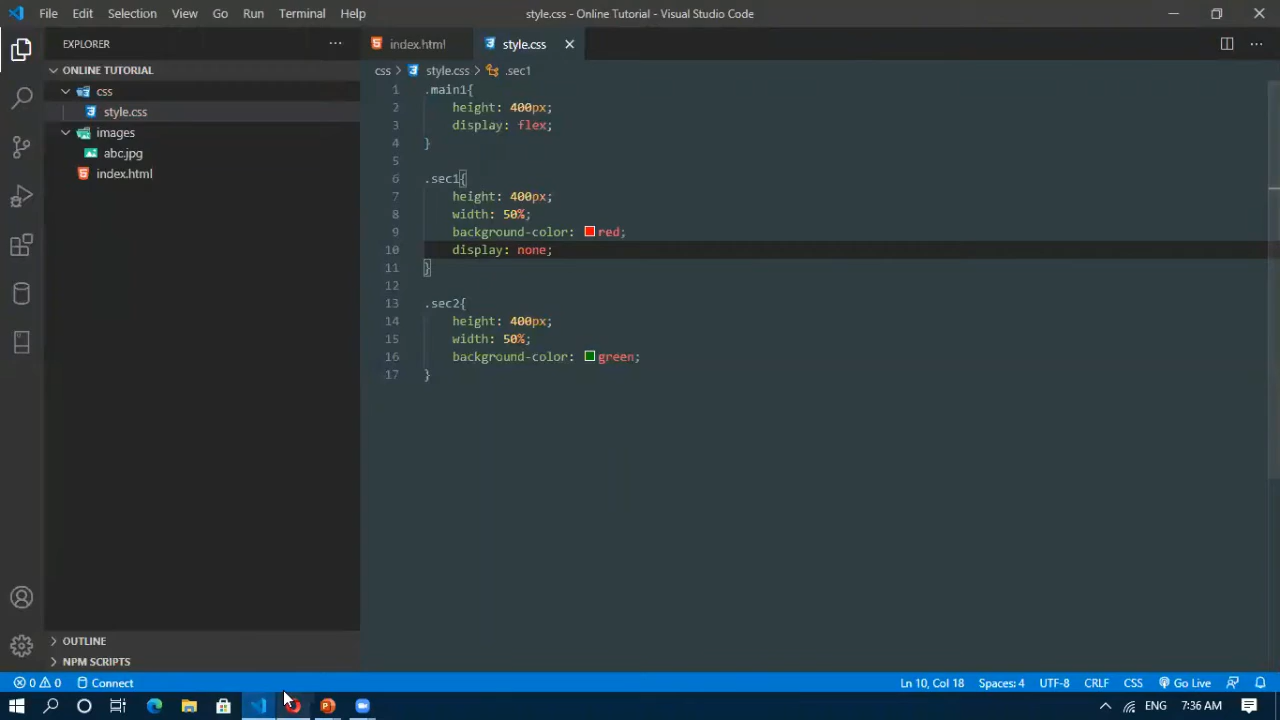 File Edit Selection View Go Run Terminal Help
style.css - Online Tutorial - Visual Studio Code
EXPLORER
index.html
style.css
ONLINE TUTORIAL
css
style.css
images
abc.jpg
index.html
css > style.css > .sec1
1 .main1{
2 height: 400px;
3 display: flex;
4 }
5
6 .sec1{
7 height: 400px;
8 width: 50%;
9 background-color: red;
10 display: none;
11 }
12
13 .sec2{
14 height: 400px;
15 width: 50%;
16 background-color: green;
17 }
OUTLINE
NPM SCRIPTS
0 0 Connect
Ln 10, Col 18 Spaces: 4 UTF-8 CRLF CSS Go Live
ENG 7:36 AM